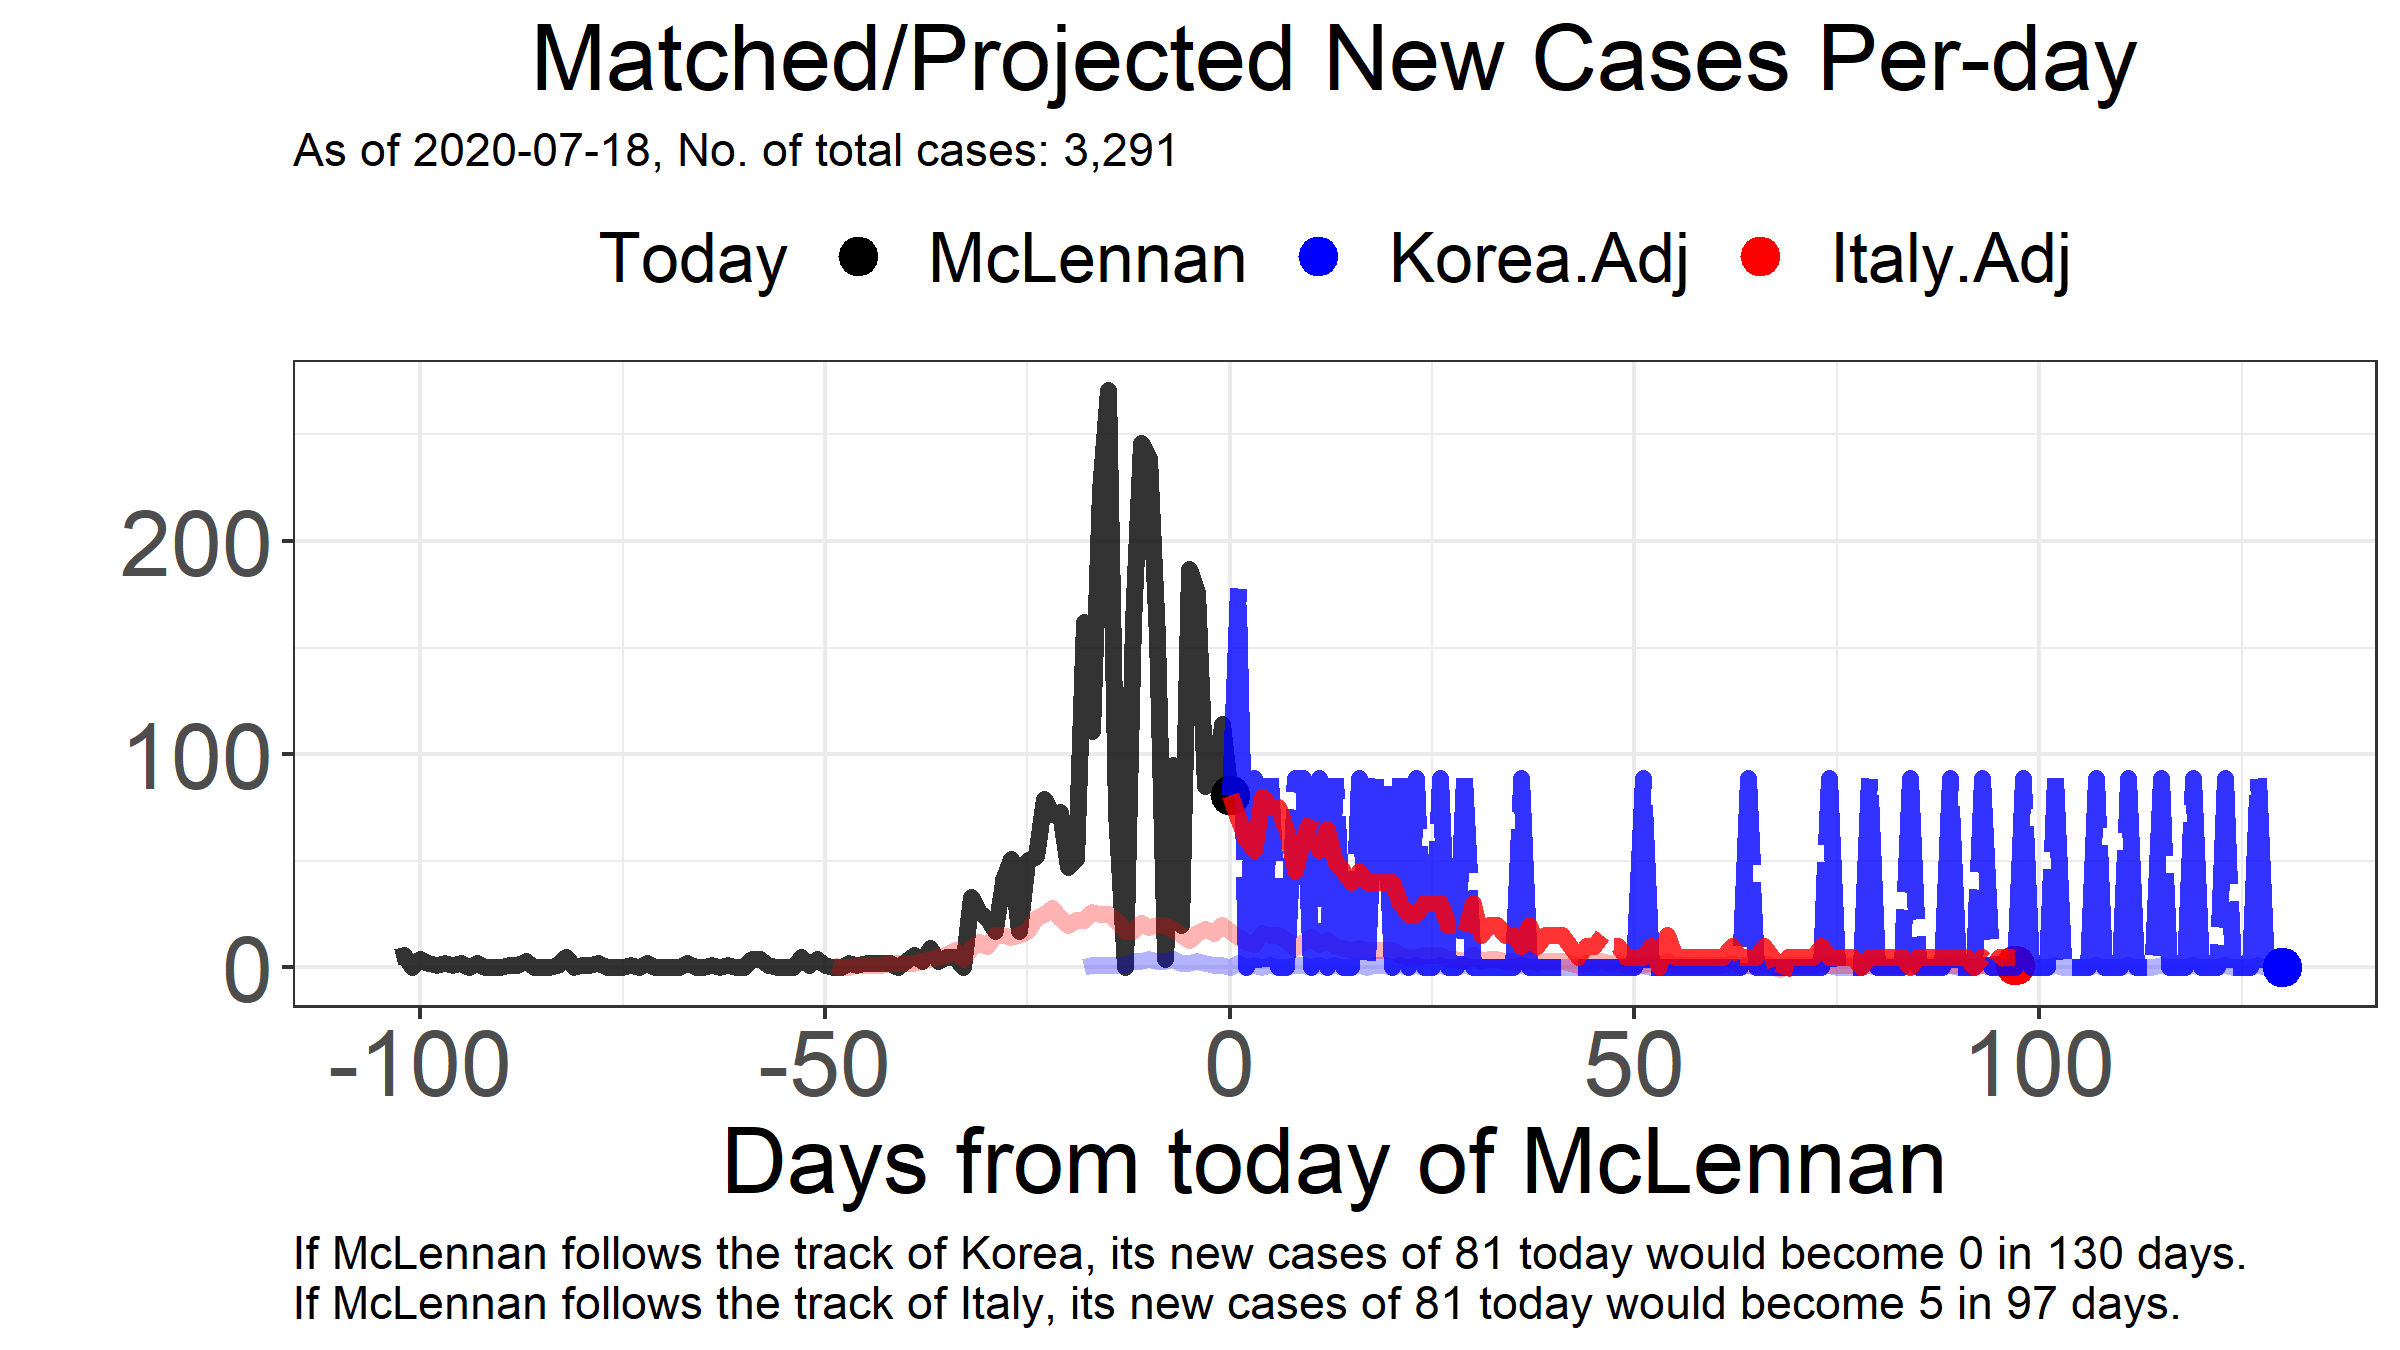 Matched/Projected New Cases Per-day
As of 2020-07-18, No. of total cases: 3,291
Today McLennan Korea.Adj Italy.Adj
200
100
0
-100 -50 0 50 100
Days from today of McLennan
If McLennan follows the track of Korea, its new cases of 81 today would become 0 in 130 days.
If McLennan follows the track of Italy, its new cases of 81 today would become 5 in 97 days.